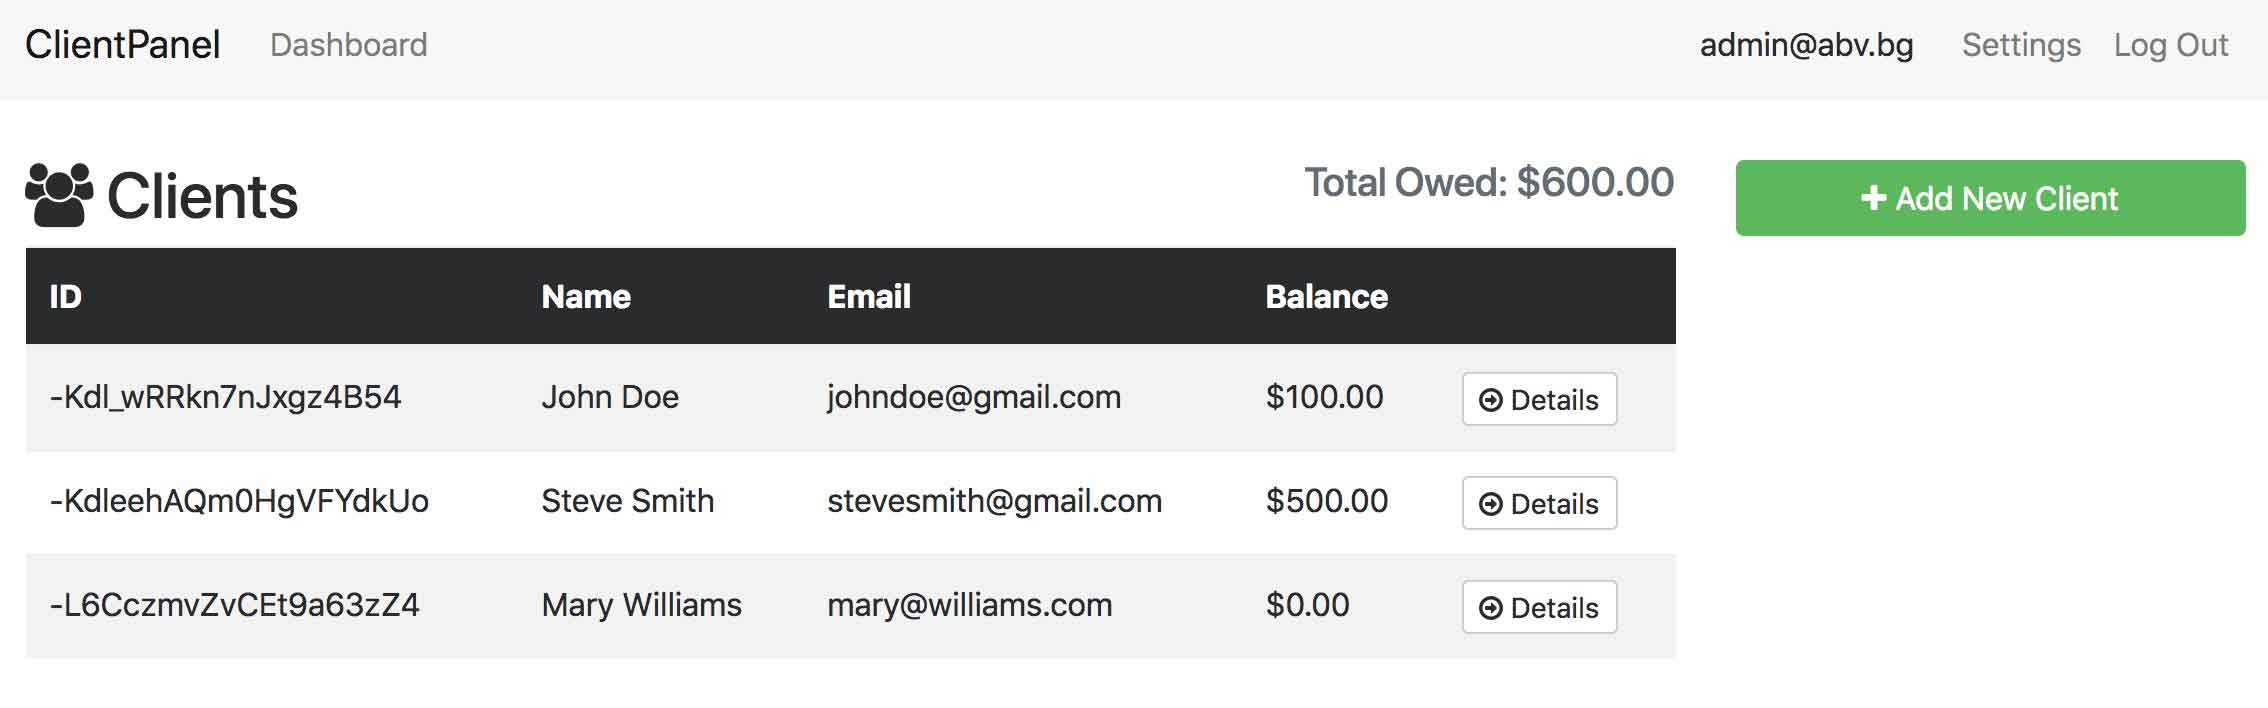 ClientPanel Dashboard admin@abv.bg Settings Log Out
Clients Total Owed: $600.00 Add New Client
ID Name Email Balance
-Kdl_wRRkn7nJxgz4B54 John Doe johndoe@gmail.com $100.00 Details
-KdleehAQm0HgVFYdkUo Steve Smith stevesmith@gmail.com $500.00 Details
-L6CczmvZvCEt9a63zZ4 Mary Williams mary@williams.com $0.00 Details